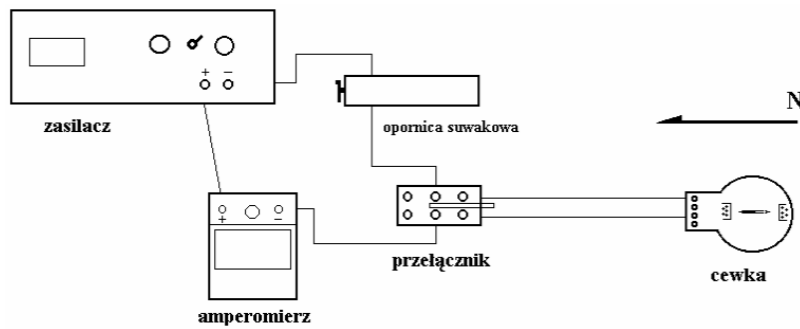 + −
zasilacz
opornica suwakowa
N
+ −
przełącznik
cewka
amperomierz